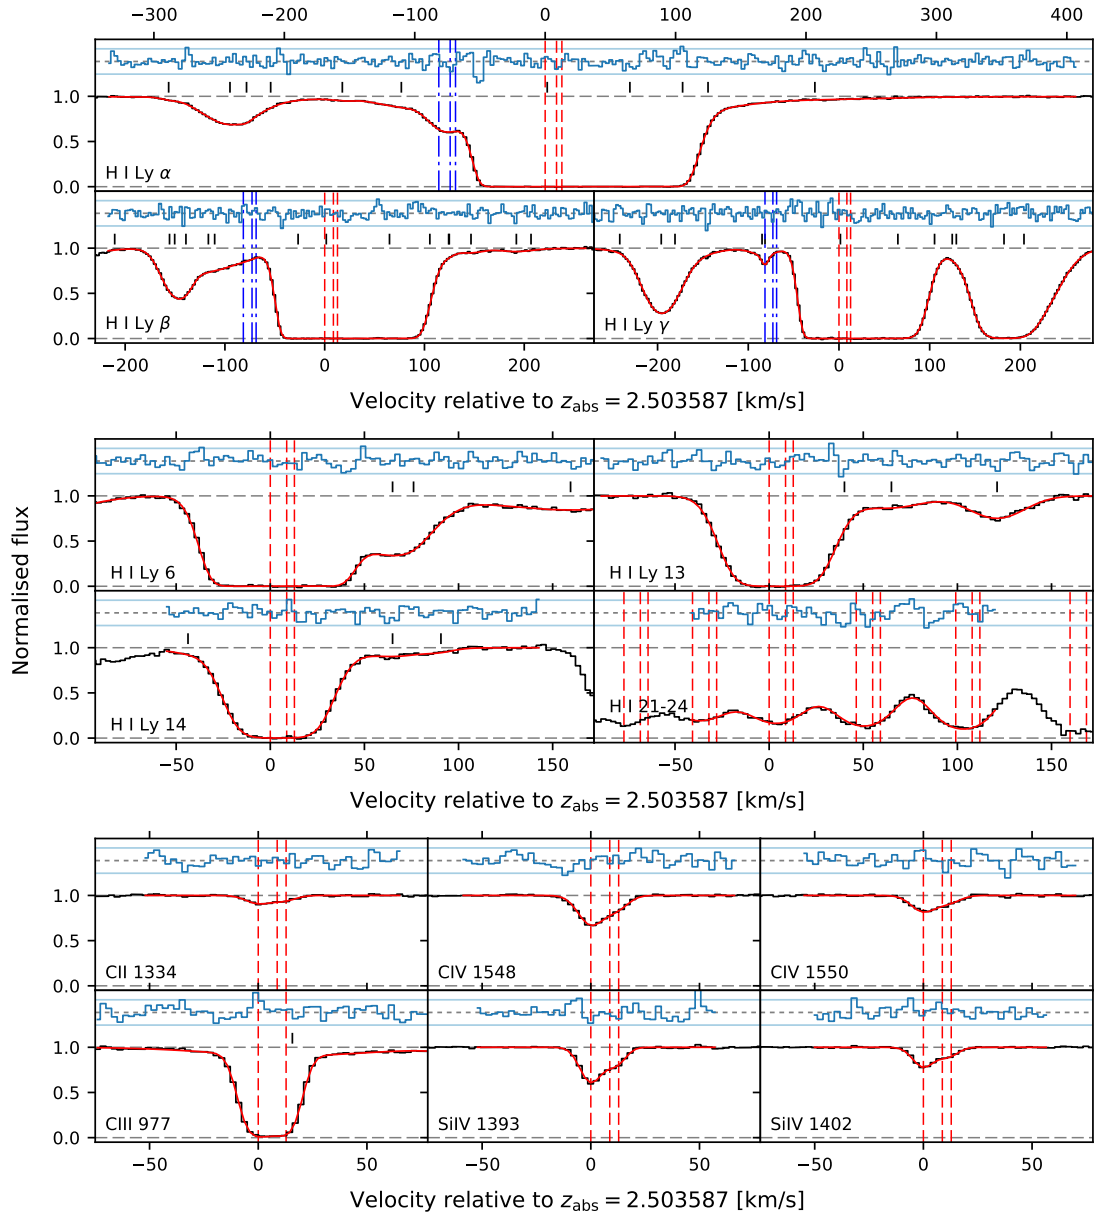 −300 −200 −100 0 100 200 300 400
1.0
0.5
0.0
H I Ly α
1.0
0.5
0.0
H I Ly β
H I Ly γ
−200 −100 0 100 200
−200 −100 0 100 200
Velocity relative to zabs = 2.503587 [km/s]
Normalised flux
1.0
0.5
0.0
H I Ly 6
H I Ly 13
1.0
0.5
0.0
H I Ly 14
H I 21-24
−50 0 50 100 150
−50 0 50 100 150
Velocity relative to zabs = 2.503587 [km/s]
1.0
0.5
0.0
CII 1334
CIV 1548
CIV 1550
1.0
0.5
0.0
CIII 977
SiIV 1393
SiIV 1402
−50 0 50
−50 0 50
−50 0 50
Velocity relative to zabs = 2.503587 [km/s]